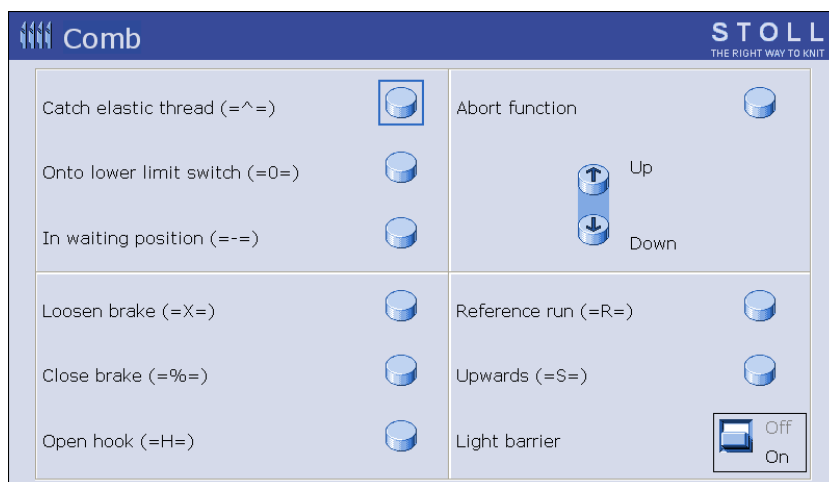 Comb
STOLL
THE RIGHT WAY TO KNIT
Catch elastic thread (=^=)
Onto lower limit switch (=0=)
In waiting position (=-=)
Abort function
Up
Down
Loosen brake (=X=)
Close brake (=%=)
Open hook (=H=)
Reference run (=R=)
Upwards (=S=)
Light barrier
Off
On